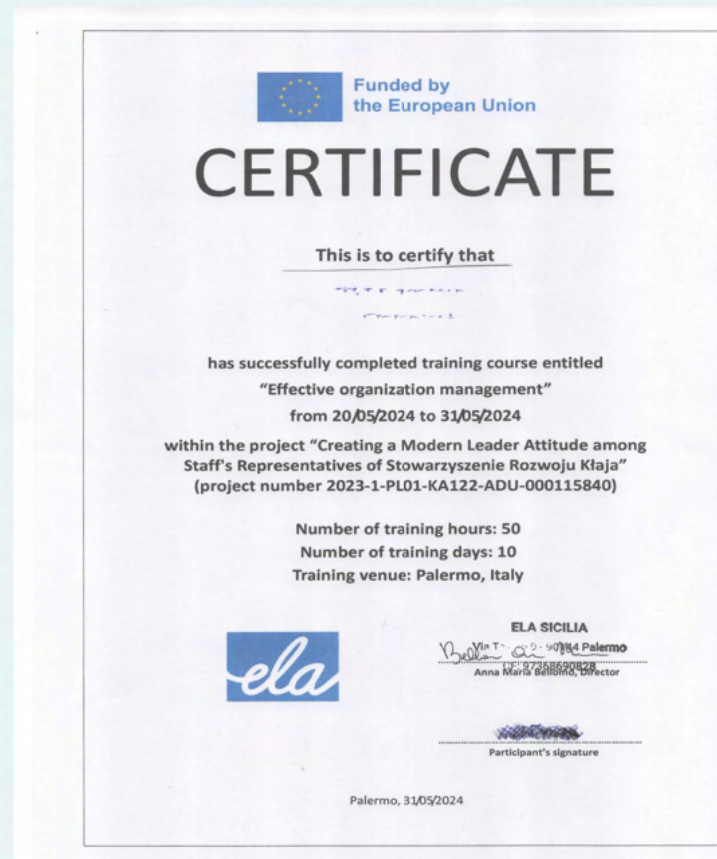 Funded by
the European Union
CERTIFICATE
This is to certify that
has successfully completed training course entitled
“Effective organization management”
from 20/05/2024 to 31/05/2024
within the project “Creating a Modern Leader Attitude among
Staff's Representatives of Stowarzyszenie Rozwoju Kłaja”
(project number 2023-1-PL01-KA122-ADU-000115840)
Number of training hours: 50
Number of training days: 10
Training venue: Palermo, Italy
ela
ELA SICILIA
Palermo
CF: 97368690828
Anna Maria Bellomo, Director
Participant's signature
Palermo, 31/05/2024